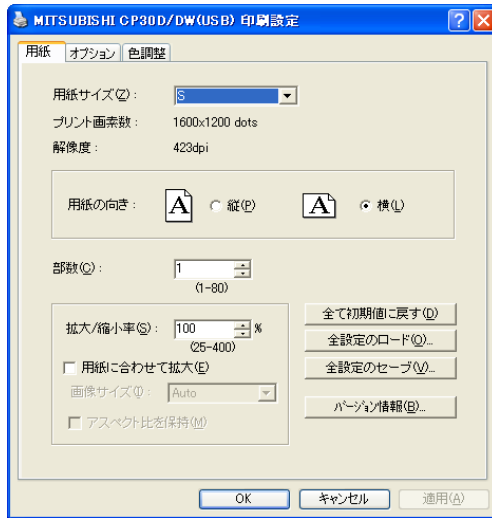 MITSUBISHI CP30D/DW(USB) 印刷設定
用紙 オプション 色調整
用紙サイズ(Z): S
プリント画素数: 1600x1200 dots
解像度: 423dpi
用紙の向き: A 縦(P) A 横(L)
部数(C): 1
(1-80)
拡大/縮小率(S): 100 %
(25-400)
用紙に合わせて拡大(E)
画像サイズ(I): Auto
アスペクト比を保持(M)
全て初期値に戻す(D)
全設定のロード(O)...
全設定のセーブ(V)...
バージョン情報(B)...
OK キャンセル 適用(A)